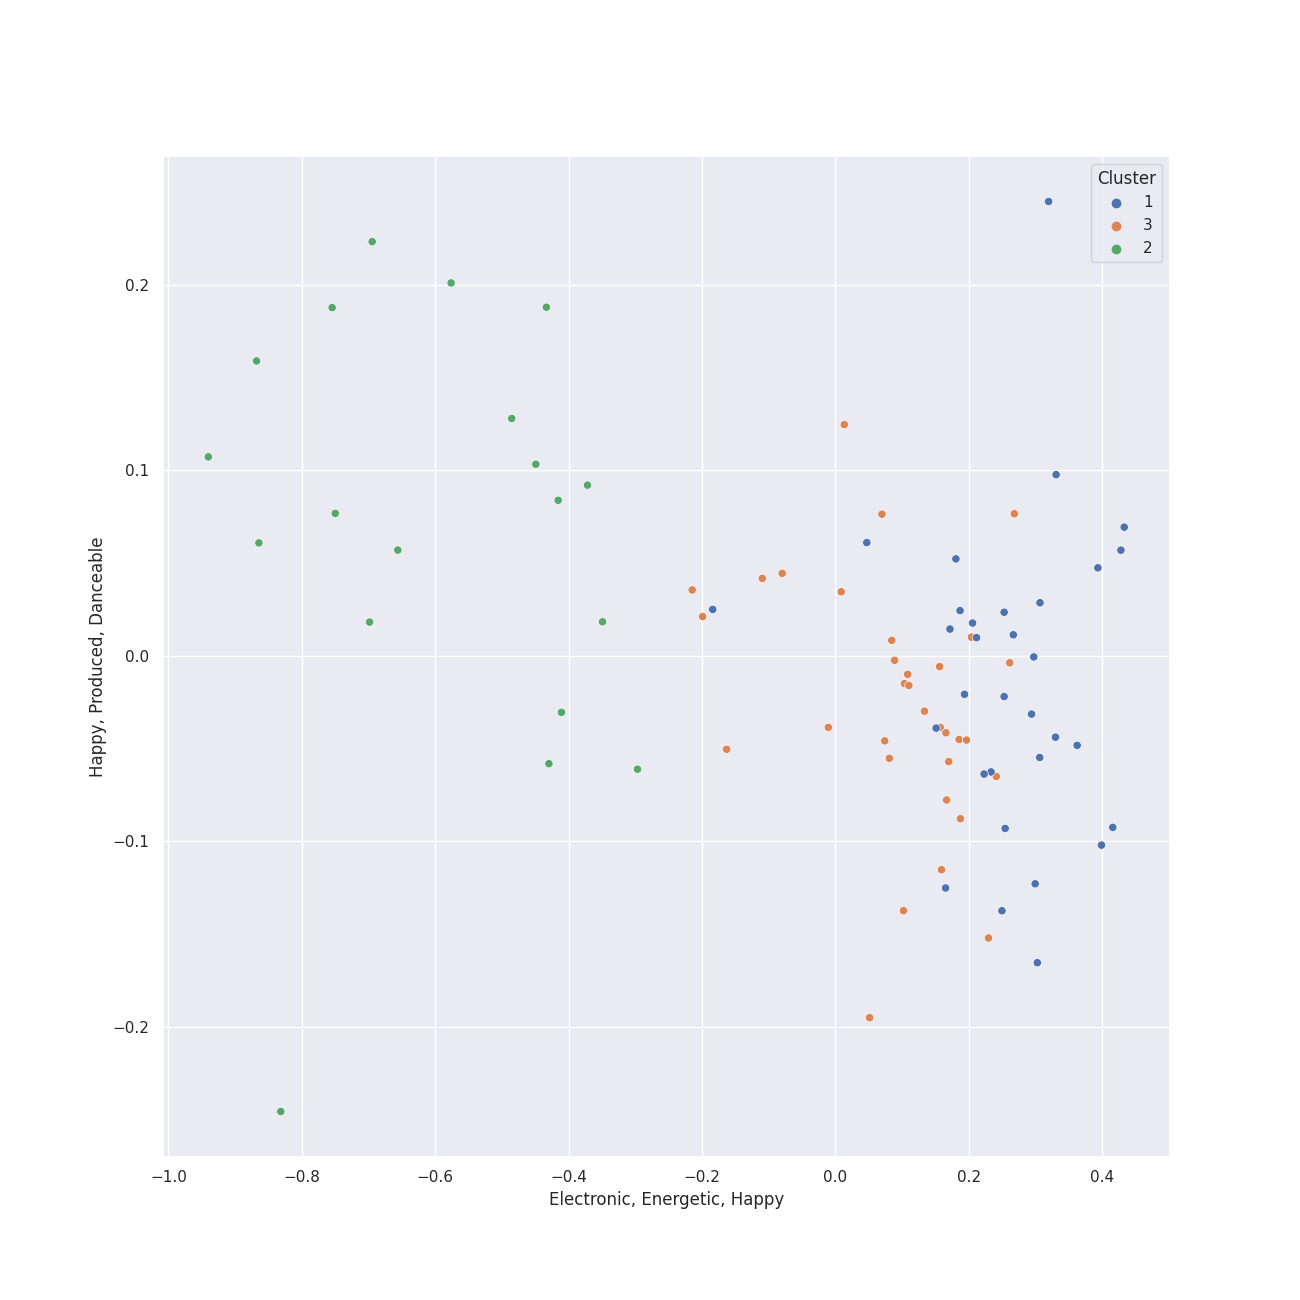 Cluster
1
3
2
0.2
0.1
0.0
−0.1
−0.2
Happy, Produced, Danceable
−1.0 −0.8 −0.6 −0.4 −0.2 0.0 0.2 0.4
Electronic, Energetic, Happy